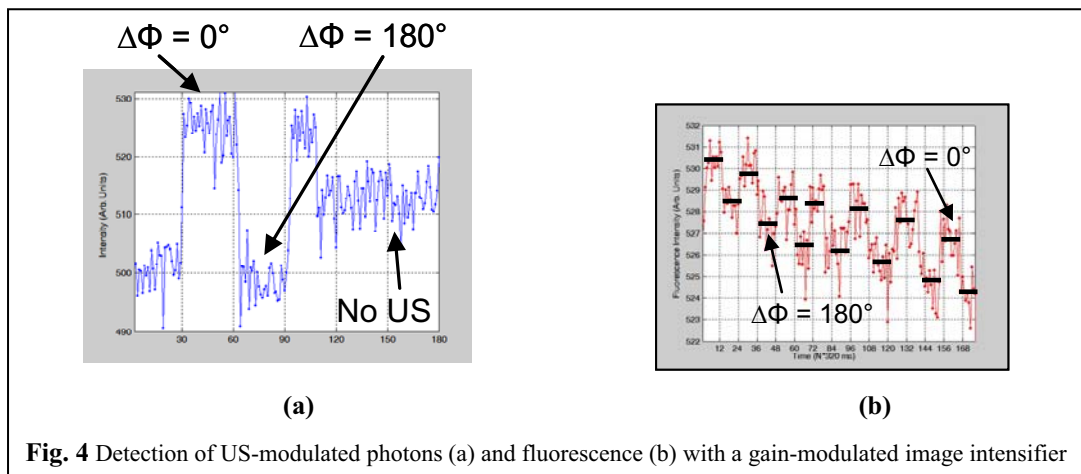 ΔΦ = 0°
ΔΦ = 180°
530
520
510
500
490
Intensity (Arb. Units)
30
60
90
120
150
180
No US
(a)
532
531
530
529
528
527
526
525
524
523
522
Fluorescence Intensity (Arb. Units)
ΔΦ = 0°
ΔΦ = 180°
12 24 36 48 60 72 84 96 108 120 132 144 156 168
Time (N*320 ms)
(b)
Fig. 4 Detection of US-modulated photons (a) and fluorescence (b) with a gain-modulated image intensifier